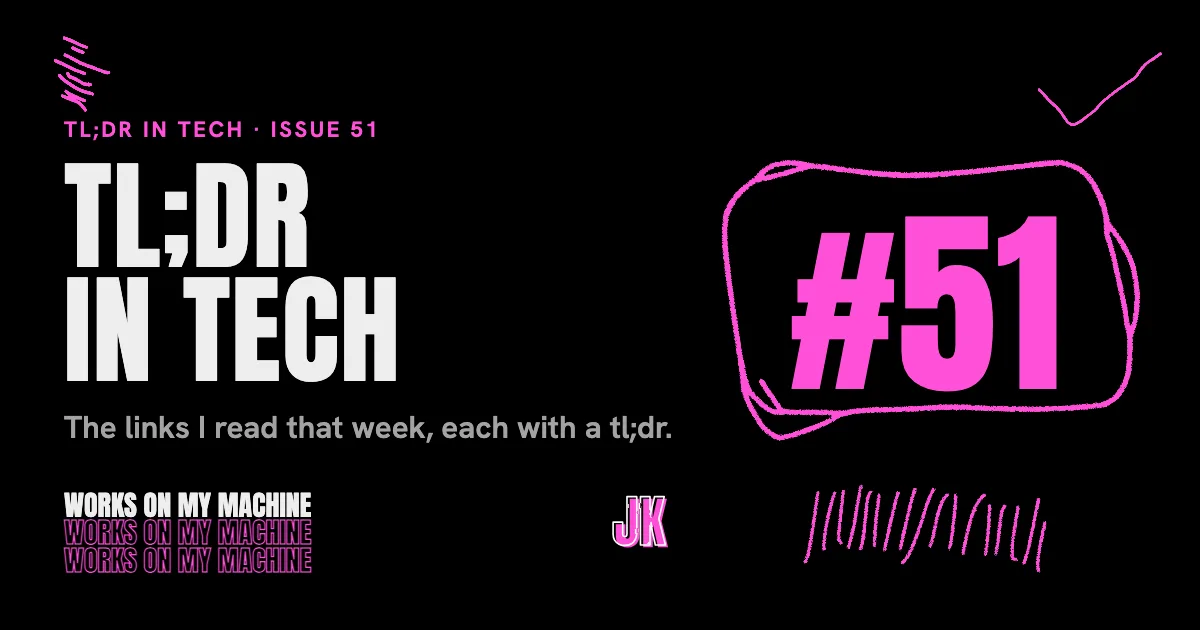 TL;DR IN TECH · ISSUE 51
TL;DR
IN TECH
#51
The links I read that week, each with a tl;dr.
WORKS ON MY MACHINE
WORKS ON MY MACHINE
WORKS ON MY MACHINE
JK